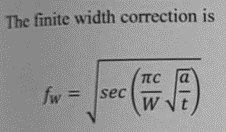 The finite width correction is
f_w = √(sec(πc/W √(a/t)))